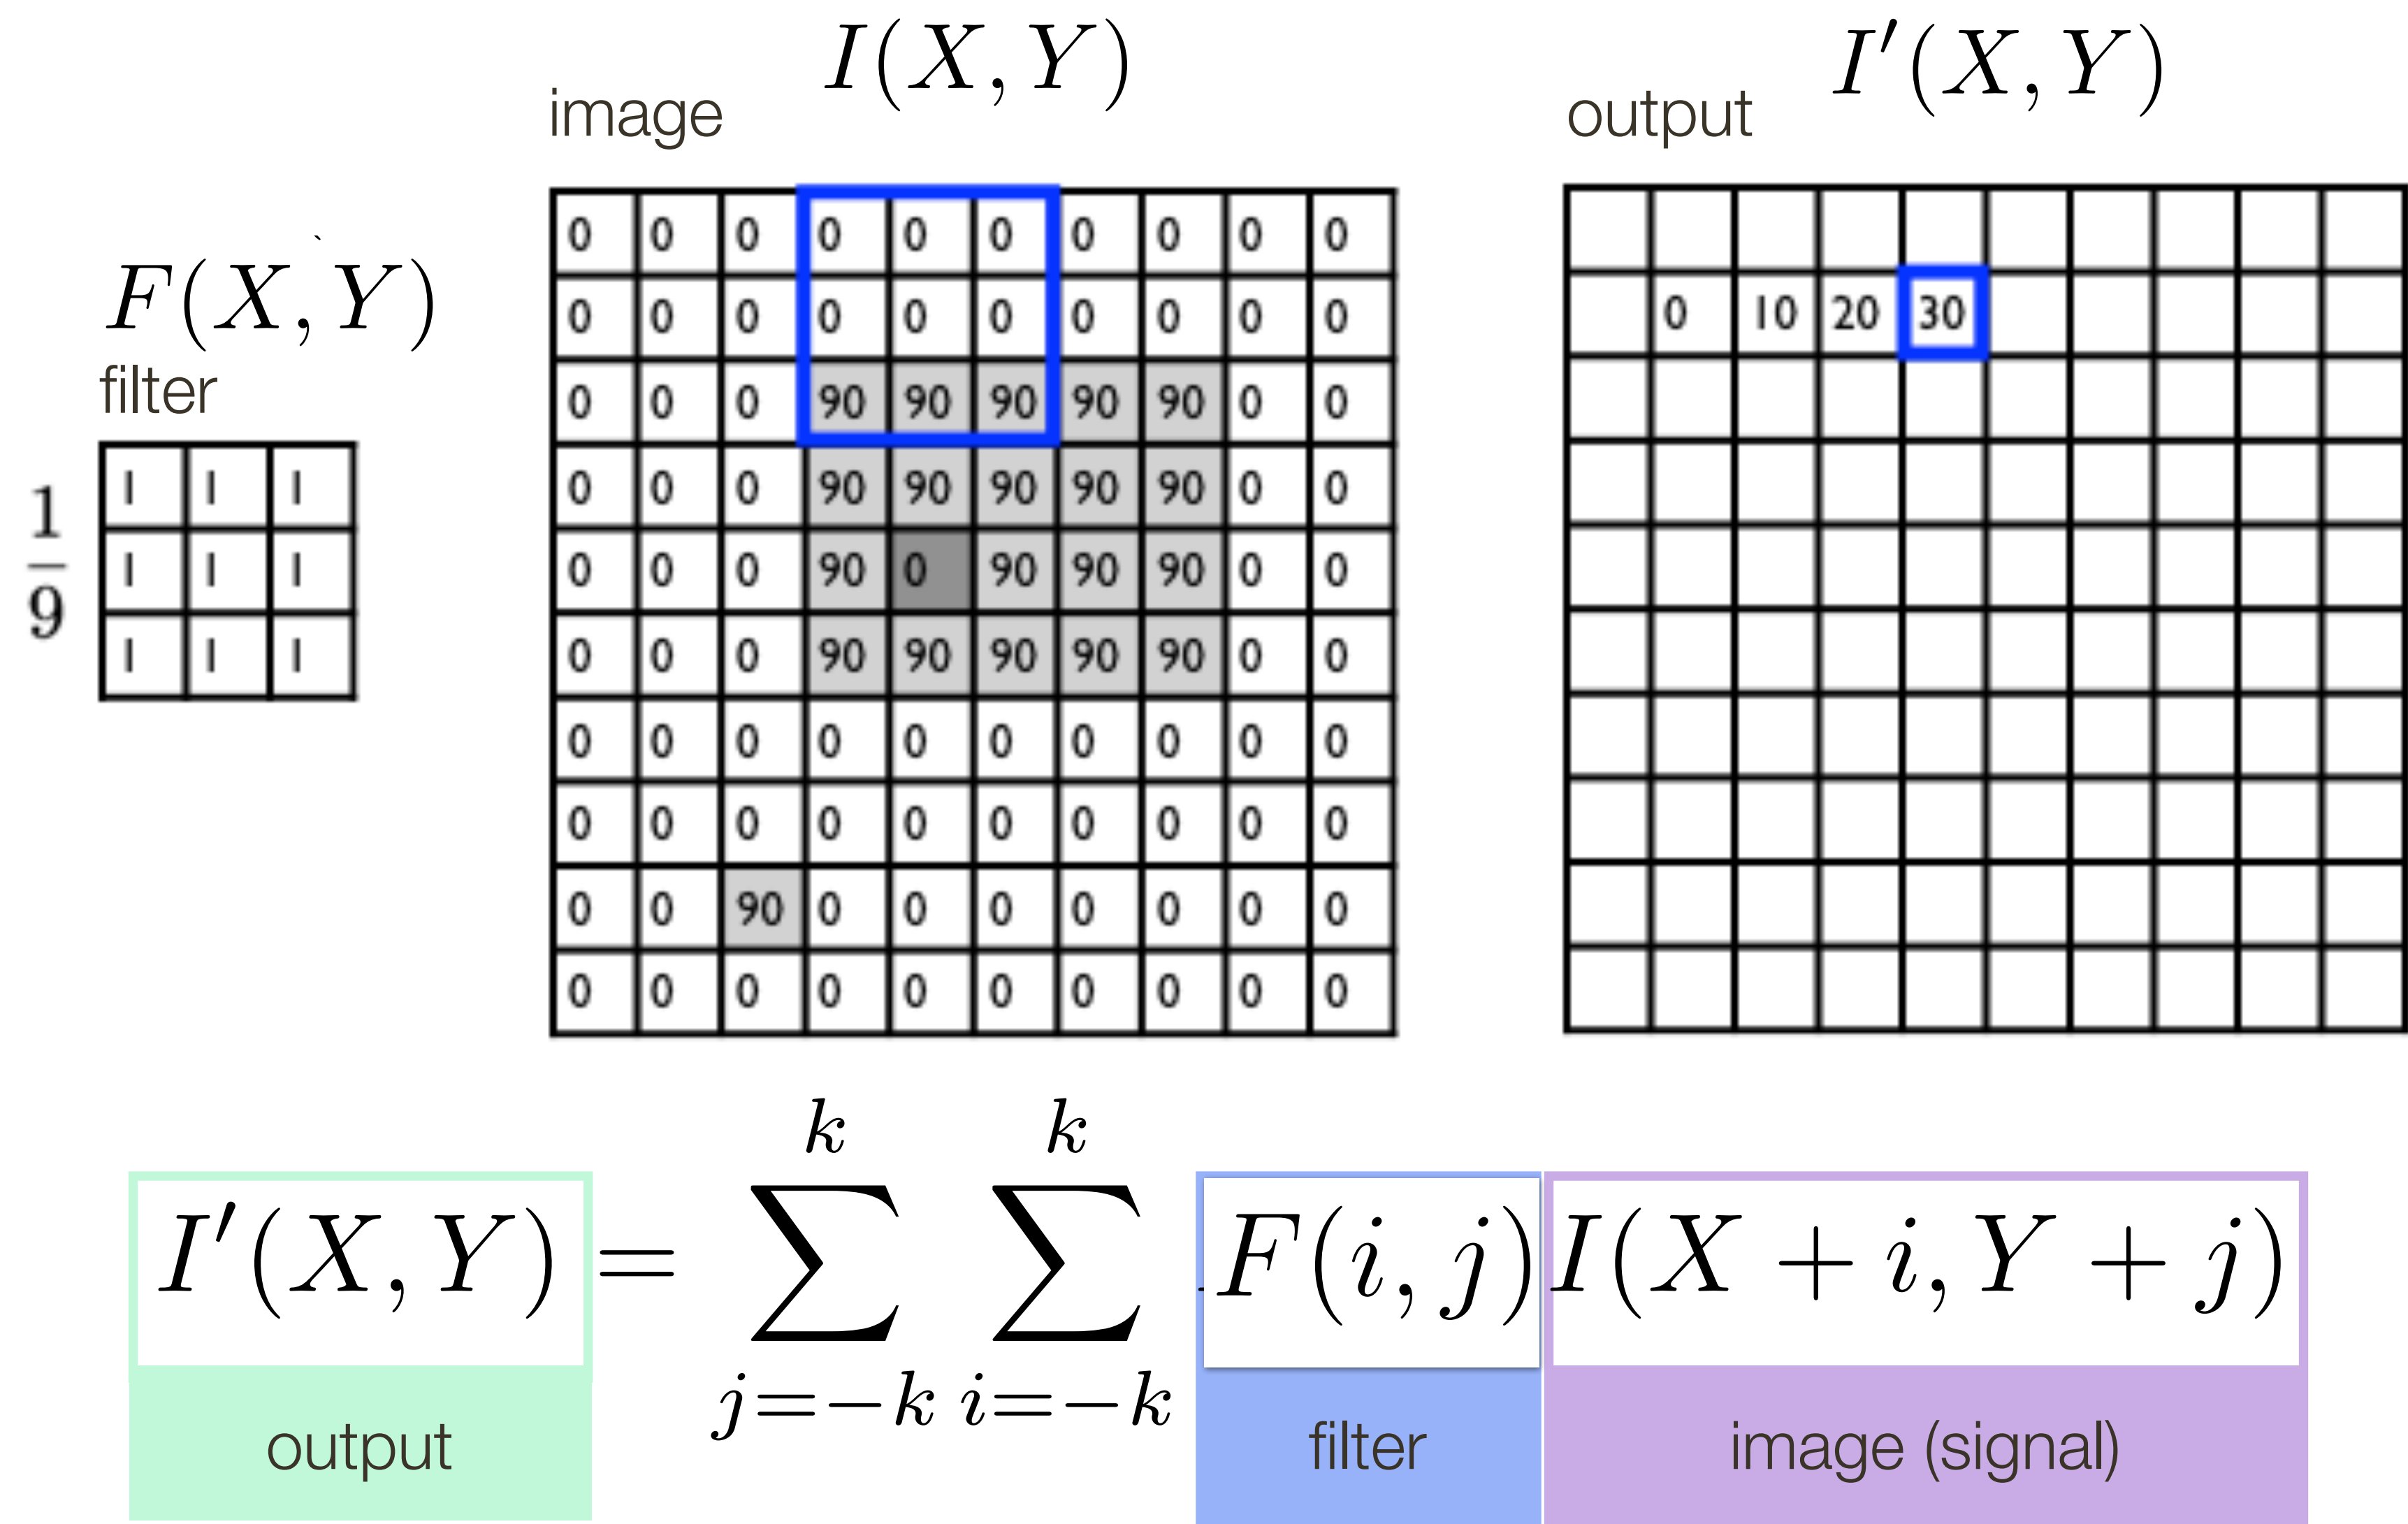 I(X, Y)
image
I′(X, Y)
output
F(X, Y)
filter
1/9
1 1 1
1 1 1
1 1 1
0 0 0 0 0 0 0 0 0 0
0 0 0 0 0 0 0 0 0 0
0 0 0 90 90 90 90 90 0 0
0 0 0 90 90 90 90 90 0 0
0 0 0 90 0 90 90 90 0 0
0 0 0 90 90 90 90 90 0 0
0 0 0 0 0 0 0 0 0 0
0 0 0 0 0 0 0 0 0 0
0 0 90 0 0 0 0 0 0 0
0 0 0 0 0 0 0 0 0 0
0 10 20 30
I′(X, Y) = ∑_{j=−k}^{k} ∑_{i=−k}^{k} F(i, j) I(X + i, Y + j)
output
filter
image (signal)